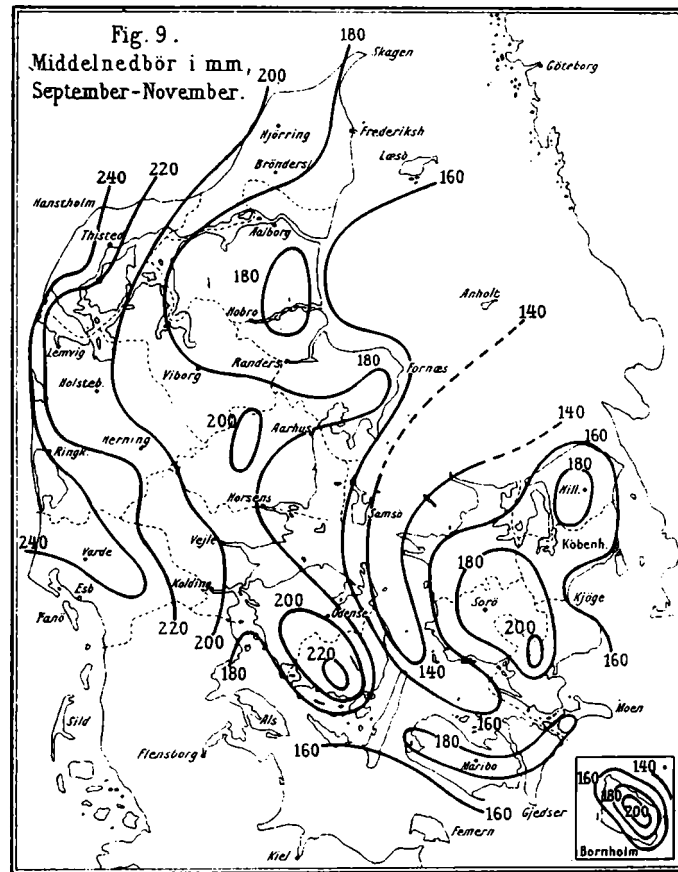 Fig. 9.
Middelnedbör i mm,
September-November.
180
Skagen
Göteborg
200
Hjörring
Frederiksh
Brönders!
Læsö
220
240
160
Hanstholm
Thisted
Aalborg
180
Anholt
Hobro
140
Lemvig
Randers
180
Fornæs
Viborg
Holsteb.
200
Aarhus
140
160
Herning
Ringk.
180
Hill.
Horsens
Samsö
Vejle
Köbenh.
240
Varde
180
Kolding
Esb
200
Odense
Sorö
Kjöge
Fanö
220
200
220
200
160
180
140
Moen
Sild
Als
160
160
180
Flensborg
Maribo
160
Gjedser
Femern
Kiel
140
160
180
200
Bornholm